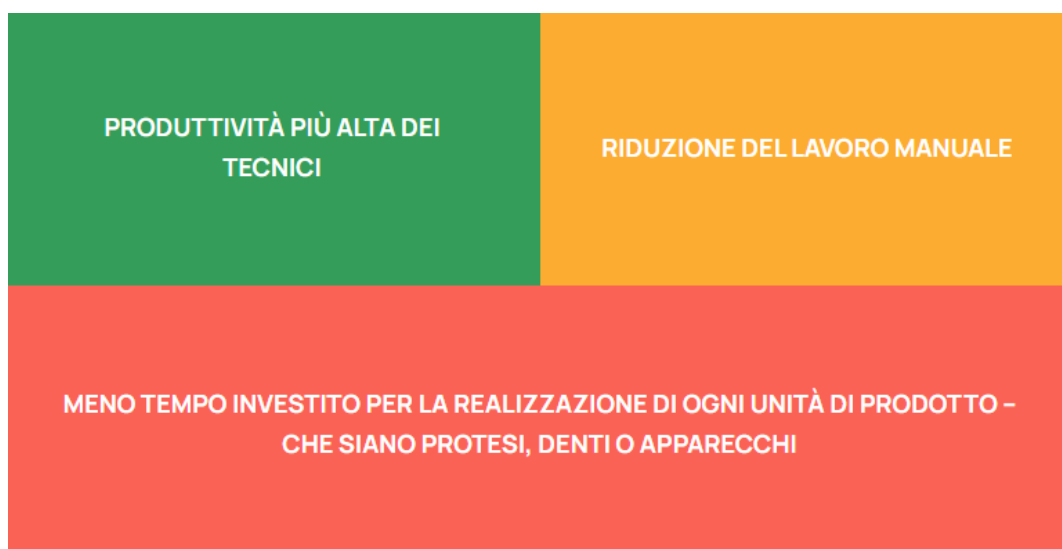 PRODUTTIVITÀ PIÙ ALTA DEI
TECNICI
RIDUZIONE DEL LAVORO MANUALE
MENO TEMPO INVESTITO PER LA REALIZZAZIONE DI OGNI UNITÀ DI PRODOTTO –
CHE SIANO PROTESI, DENTI O APPARECCHI